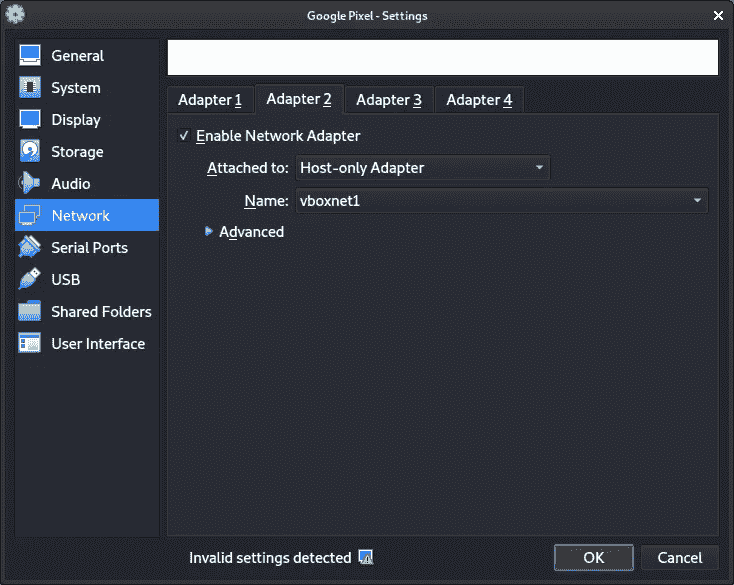 Google Pixel - Settings
General
System
Display
Storage
Audio
Network
Serial Ports
USB
Shared Folders
User Interface
Adapter 1 Adapter 2 Adapter 3 Adapter 4
Enable Network Adapter
Attached to: Host-only Adapter
Name: vboxnet1
Advanced
Invalid settings detected OK Cancel